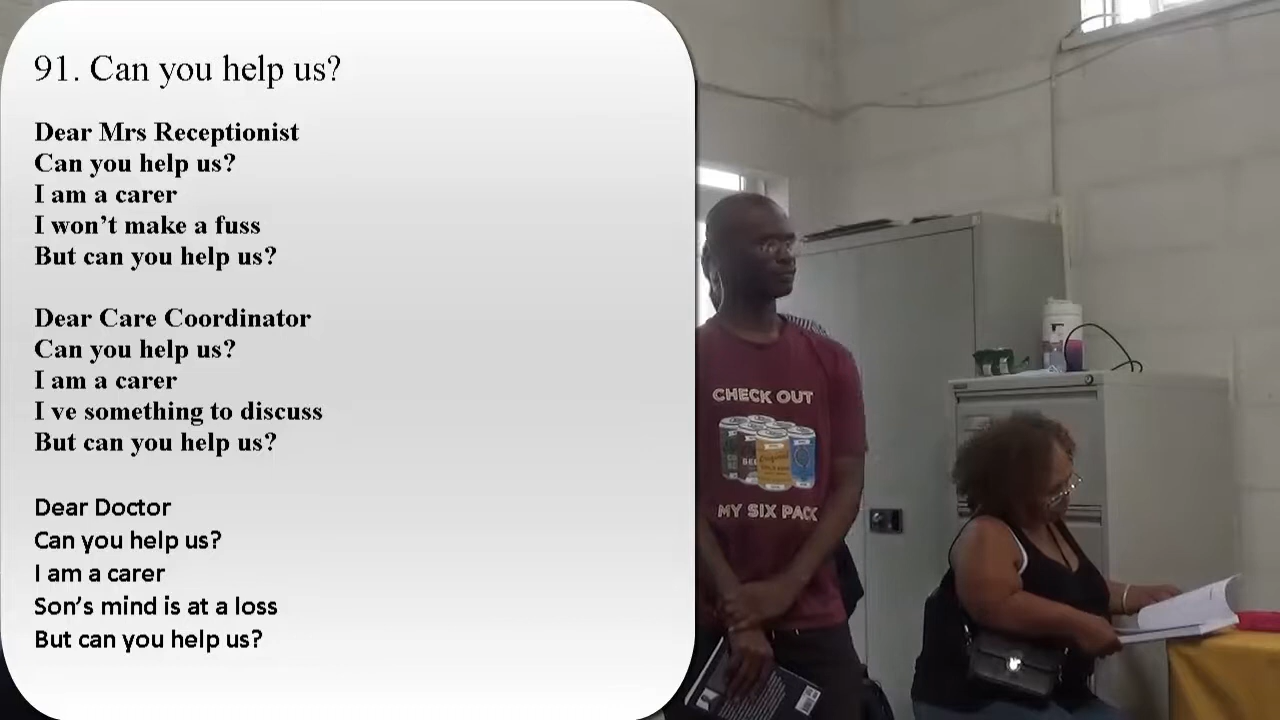 91. Can you help us?
Dear Mrs Receptionist
Can you help us?
I am a carer
I won’t make a fuss
But can you help us?
Dear Care Coordinator
Can you help us?
I am a carer
I ve something to discuss
But can you help us?
Dear Doctor
Can you help us?
I am a carer
Son’s mind is at a loss
But can you help us?
CHECK OUT
MY SIX PACK